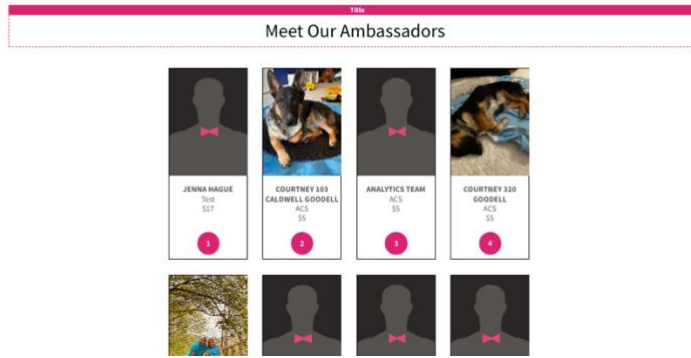 Title
Meet Our Ambassadors
JENNA HAGUE
Test
$17
1
COURTNEY 103
CALDWELL GOODELL
ACS
$5
2
ANALYTICS TEAM
ACS
$5
3
COURTNEY 320
GOODELL
ACS
$5
4